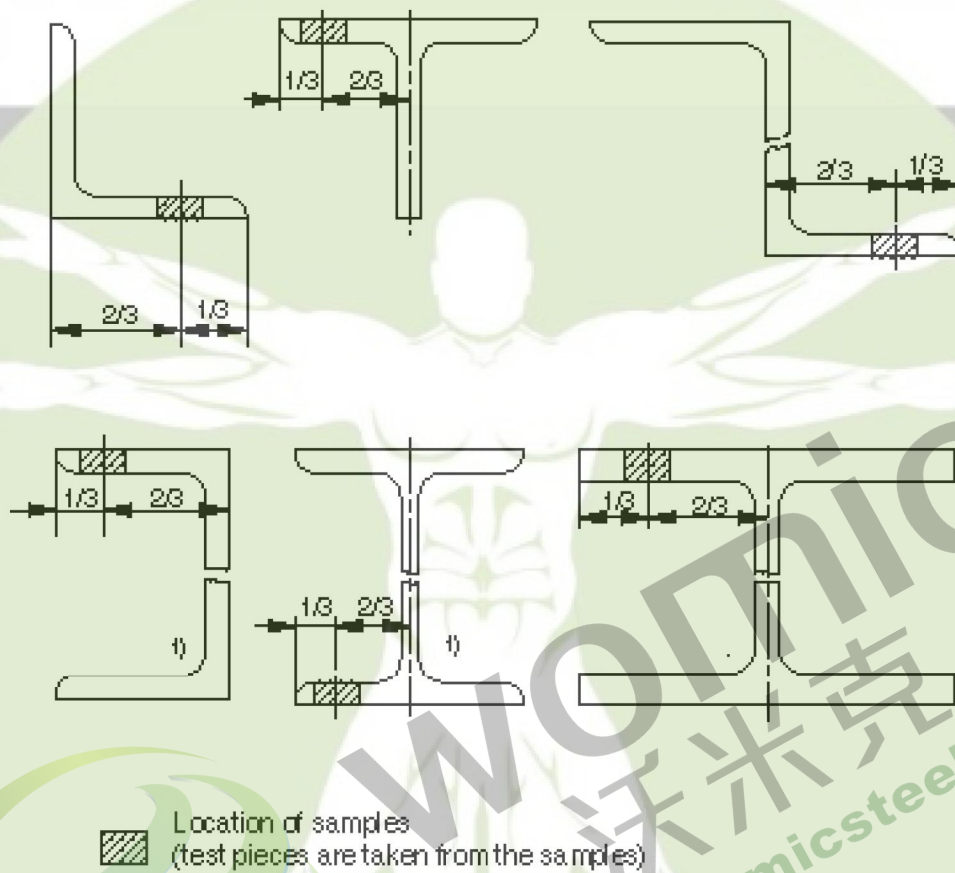 1/3 2/3
2/3 1/3
2/3 1/3
1/3 2/3
1)
1/3 2/3
1)
1/3 2/3
womic
沃米克
micsteel
Location of samples
(test pieces are taken from the samples)